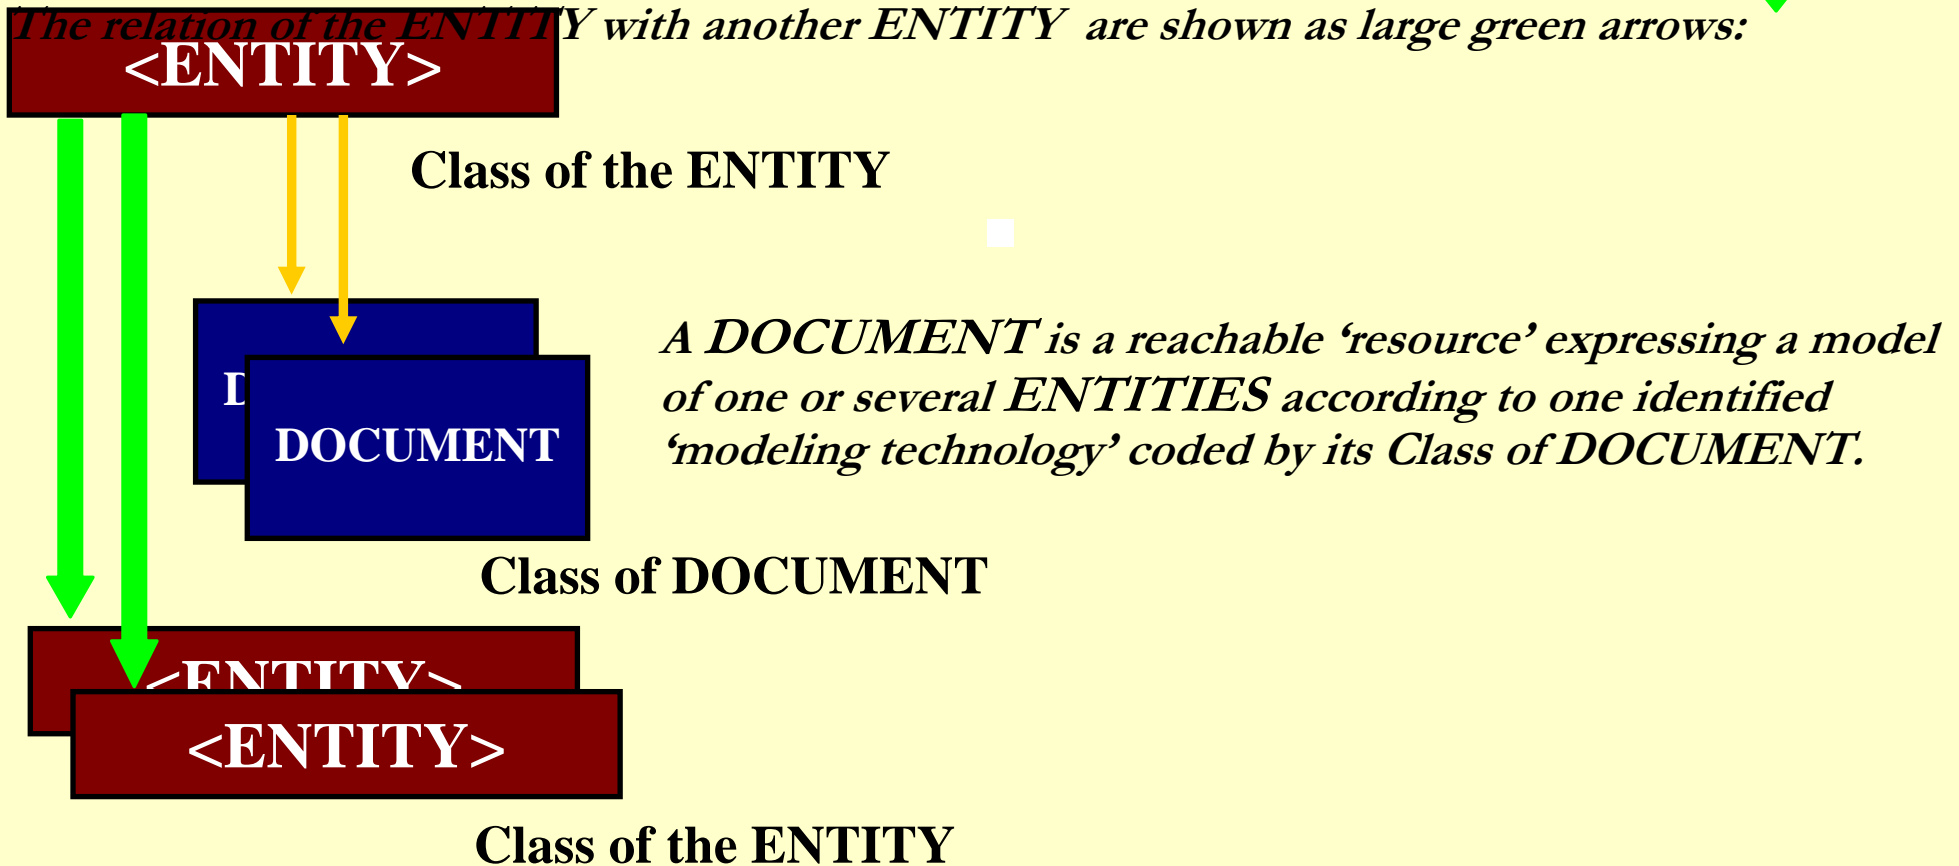 The relation of the ENTITY with another ENTITY are shown as large green arrows:
<ENTITY>
Class of the ENTITY
A DOCUMENT is a reachable ‘resource’ expressing a model
of one or several ENTITIES according to one identified
‘modeling technology’ coded by its Class of DOCUMENT.
D
DOCUMENT
Class of DOCUMENT
<ENTITY>
<ENTITY>
Class of the ENTITY